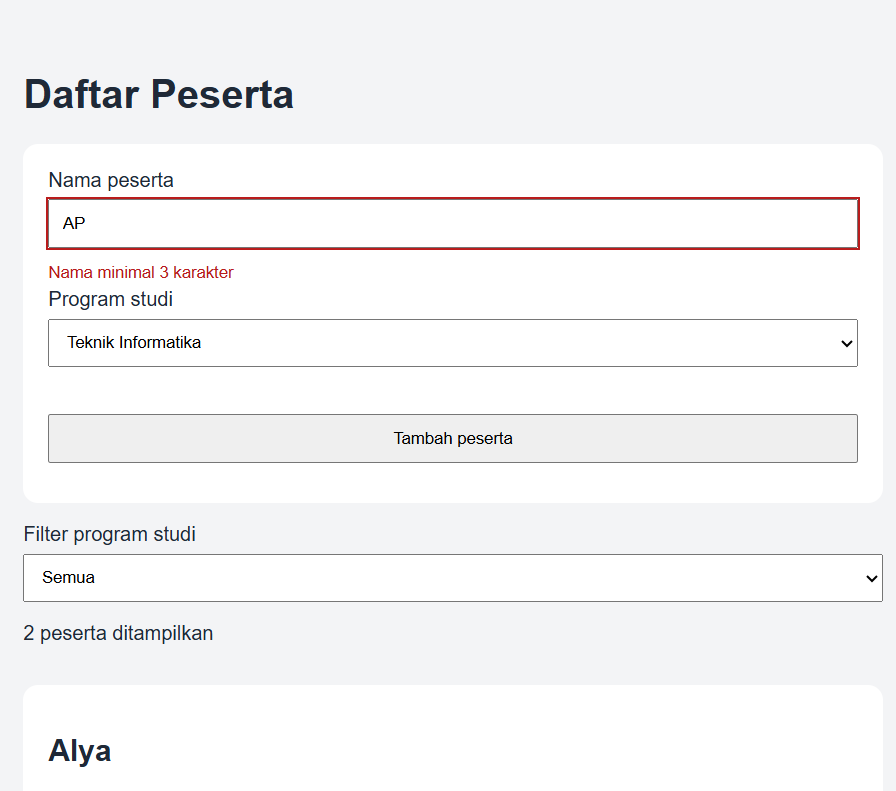 Daftar Peserta
Nama peserta
AP
Nama minimal 3 karakter
Program studi
Teknik Informatika
Tambah peserta
Filter program studi
Semua
2 peserta ditampilkan
Alya